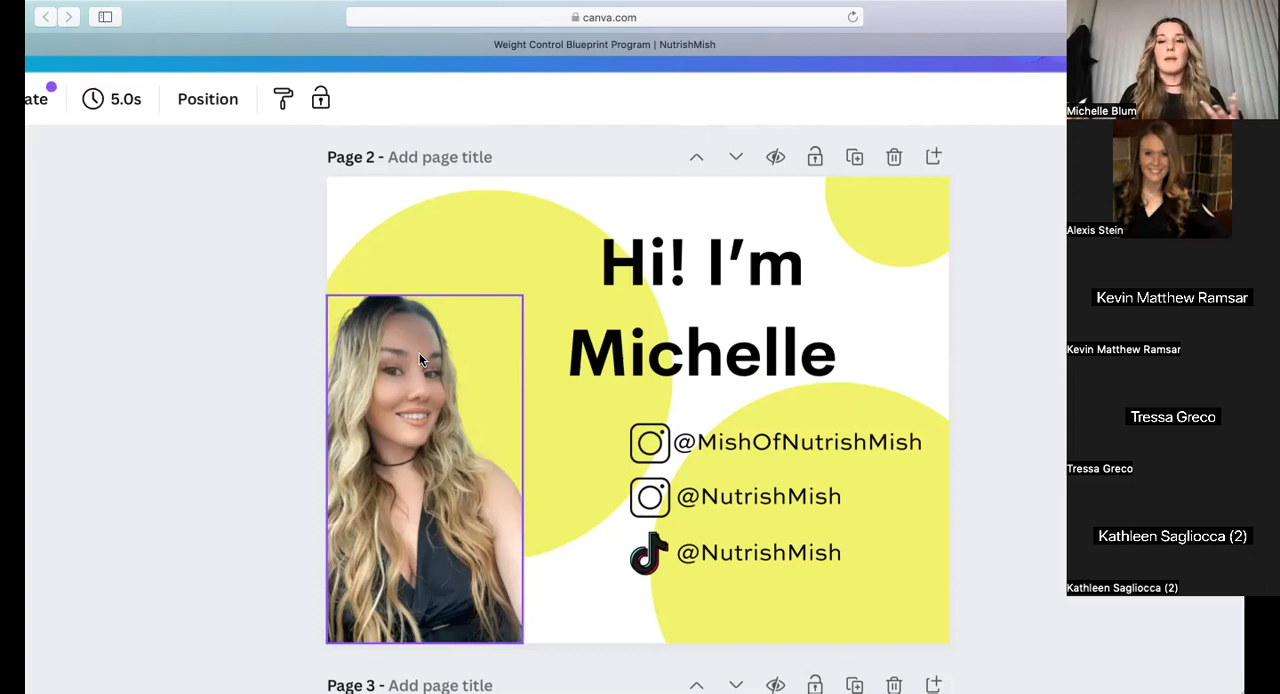 canva.com
Weight Control Blueprint Program | NutrishMish
ate
5.0s
Position
Page 2 - Add page title
Hi! I’m
Michelle
@MishOfNutrishMish
@NutrishMish
@NutrishMish
Page 3 - Add page title
Michelle Blum
Alexis Stein
Kevin Matthew Ramsar
Kevin Matthew Ramsar
Tressa Greco
Tressa Greco
Kathleen Sagliocca (2)
Kathleen Sagliocca (2)